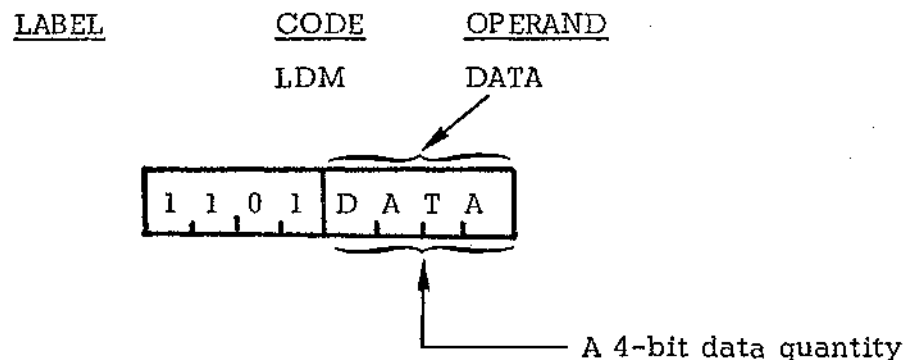 LABEL CODE OPERAND
LDM DATA
1 1 0 1 D A T A
A 4-bit data quantity